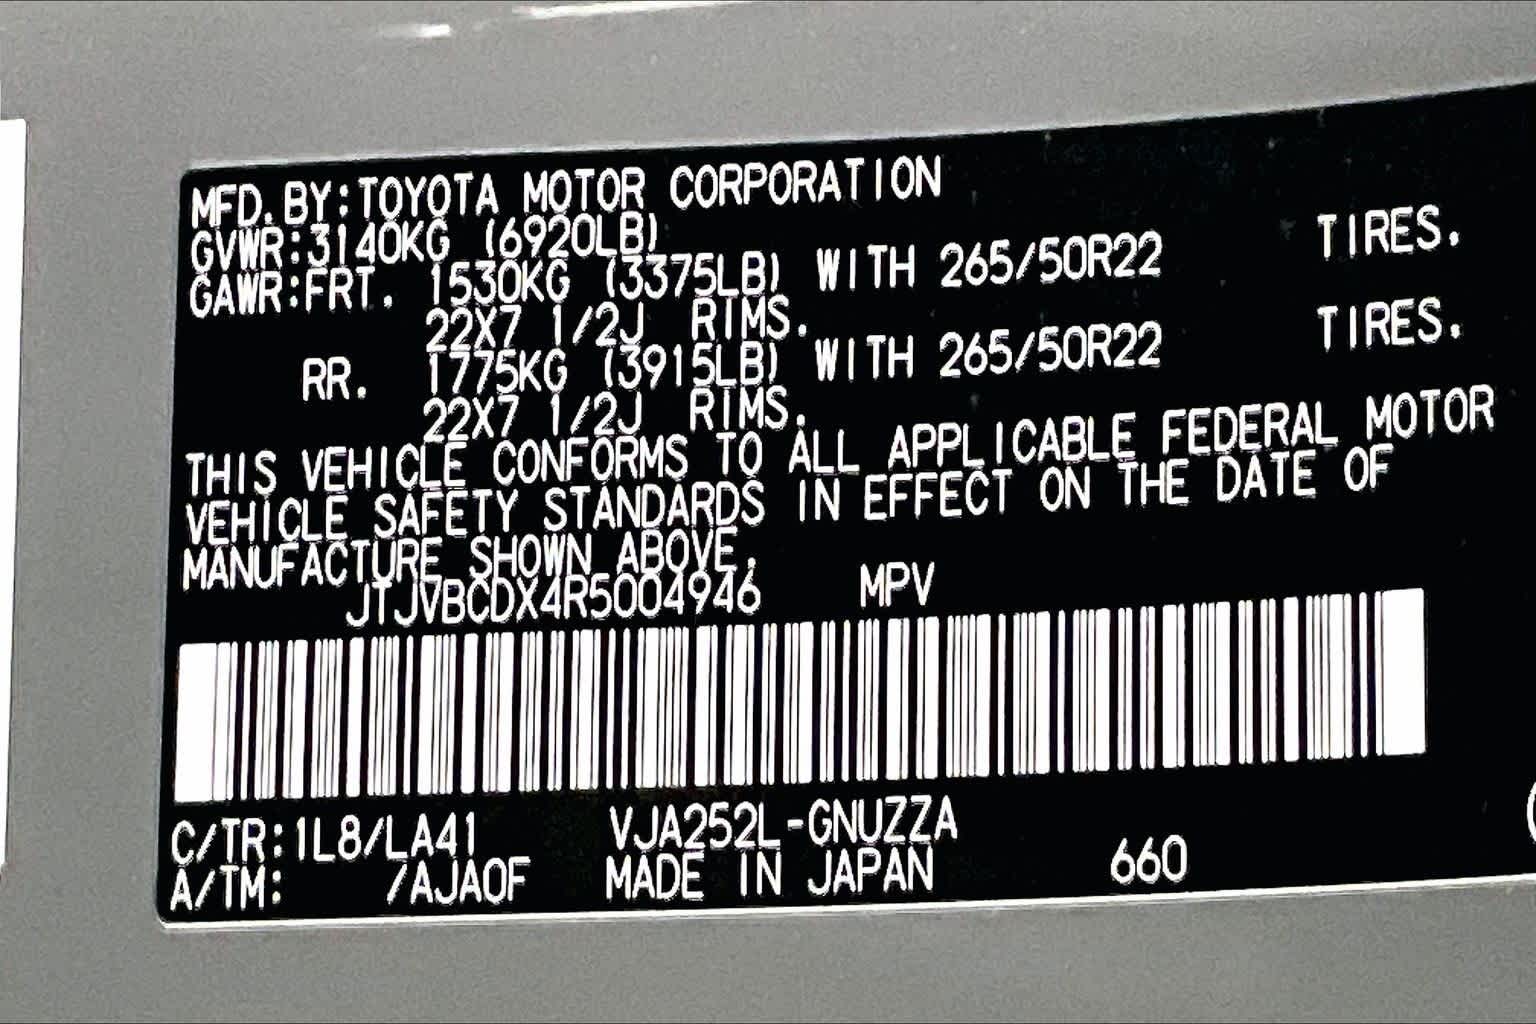 MFD.BY:TOYOTA MOTOR CORPORATION
GVWR:3140KG (6920LB)
GAWR:FRT. 1530KG (3375LB) WITH 265/50R22 TIRES.
22X7 1/2J RIMS.
RR. 1775KG (3915LB) WITH 265/50R22 TIRES.
22X7 1/2J RIMS.
THIS VEHICLE CONFORMS TO ALL APPLICABLE FEDERAL MOTOR
VEHICLE SAFETY STANDARDS IN EFFECT ON THE DATE OF
MANUFACTURE SHOWN ABOVE.
JTJVBCDX4R5004946 MPV
C/TR:1L8/LA41 VJA252L-GNUZZA
A/TM: /AJA0F MADE IN JAPAN 660